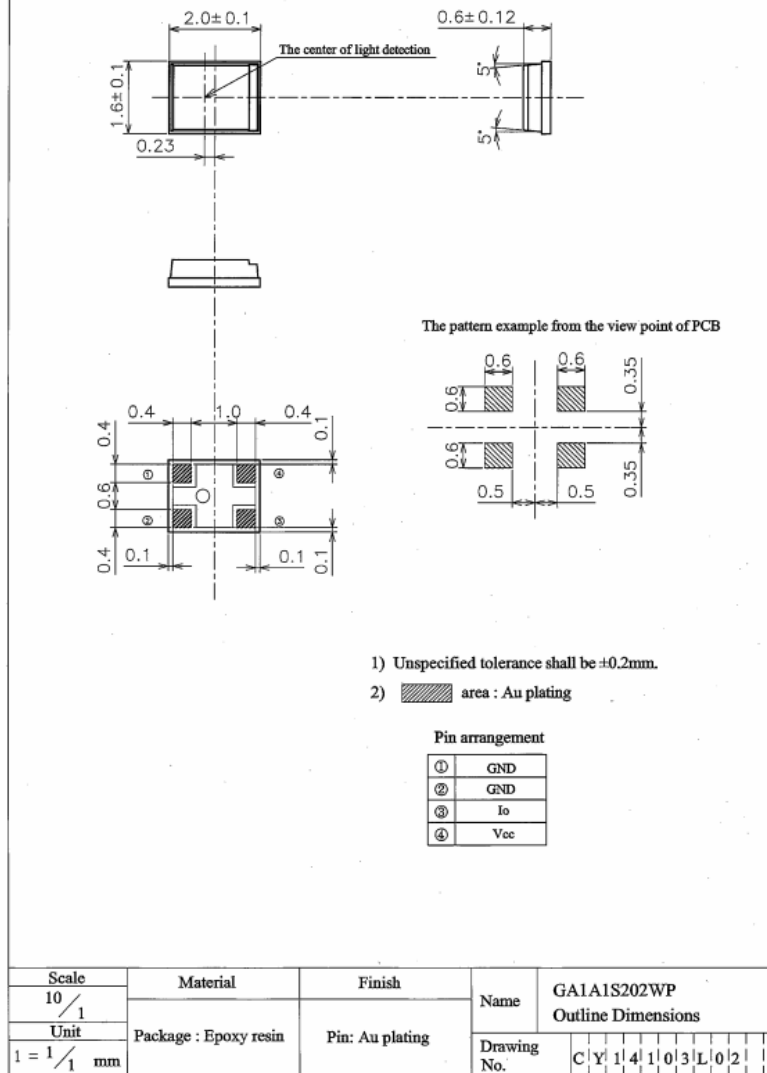 2.0± 0.1
0.6± 0.12
The center of light detection
1.6± 0.1
5°
5°
0.23
The pattern example from the view point of PCB
0.6
0.6
0.6
0.35
0.6
0.35
0.5
0.5
0.4
1.0
0.4
0.4
0.1
①
④
0.6
②
③
0.4
0.1
0.1
0.1
1) Unspecified tolerance shall be ±0.2mm.
2) area : Au plating
Pin arrangement
① GND
② GND
③ Io
④ Vcc
Scale
10/1
Unit
1 = 1/1 mm
Material
Package : Epoxy resin
Finish
Pin: Au plating
Name
GA1A1S202WP
Outline Dimensions
Drawing
No.
CY14103L02